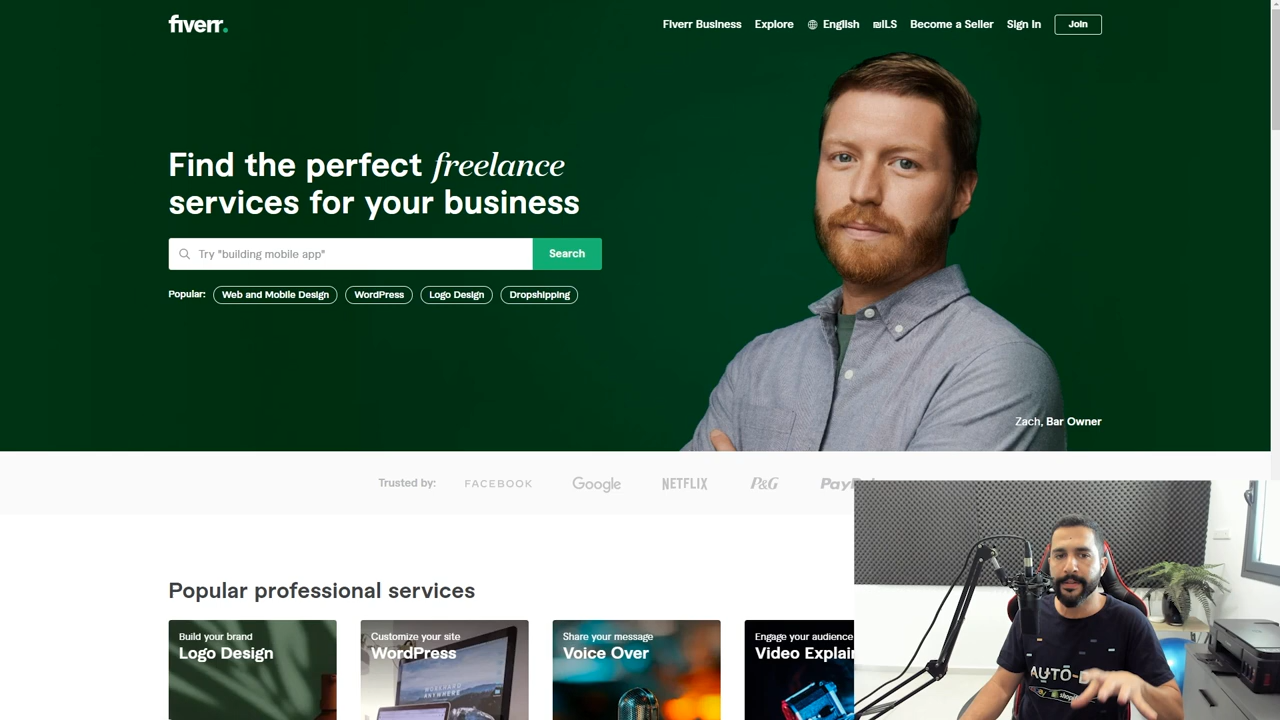 fiverr.
Fiverr Business Explore English ₪ILS Become a Seller Sign In Join
Find the perfect freelance
services for your business
Try "building mobile app" Search
Popular: Web and Mobile Design WordPress Logo Design Dropshipping
Zach, Bar Owner
Trusted by: FACEBOOK Google NETFLIX P&G
Popular professional services
Build your brand
Logo Design
Customize your site
WordPress
Share your message
Voice Over
Engage your audience
Video